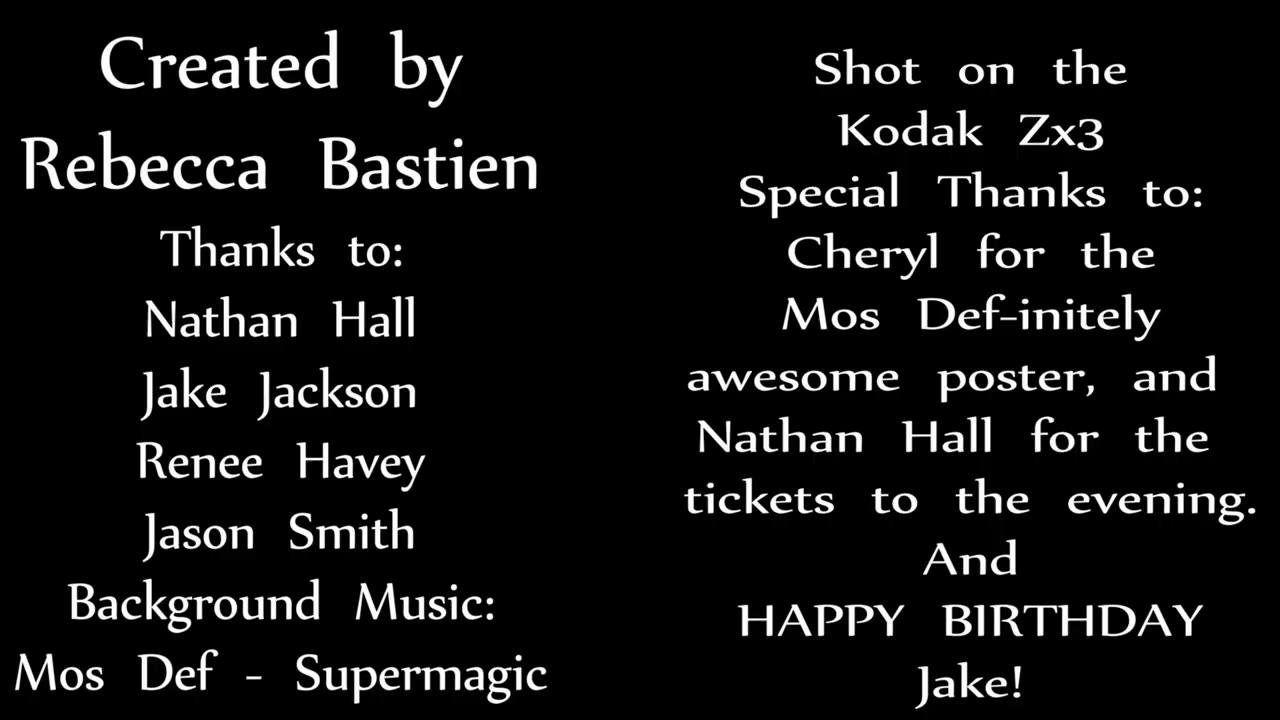 Created by
Rebecca Bastien
Thanks to:
Nathan Hall
Jake Jackson
Renee Havey
Jason Smith
Background Music:
Mos Def - Supermagic
Shot on the
Kodak Zx3
Special Thanks to:
Cheryl for the
Mos Def-initely
awesome poster, and
Nathan Hall for the
tickets to the evening.
And
HAPPY BIRTHDAY
Jake!